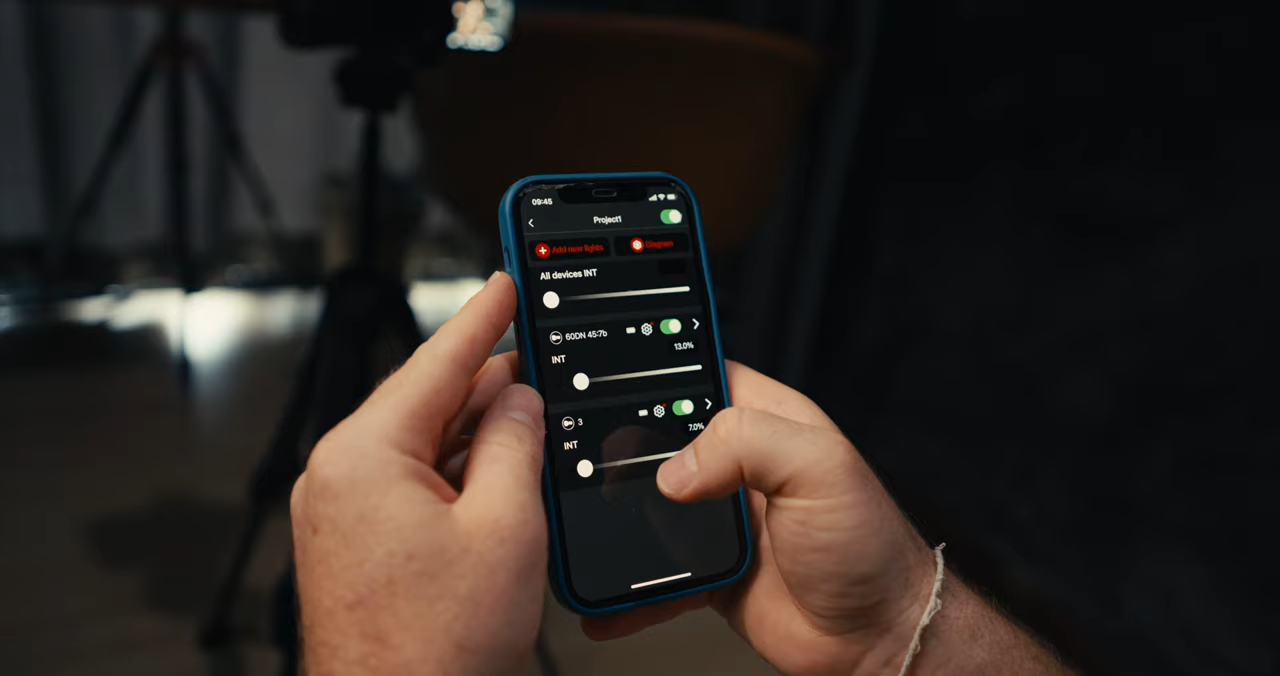 09:45
Project1
Add new lights
Diagram
All devices INT
60DN 45:7b
13.0%
INT
3
7.0%
INT